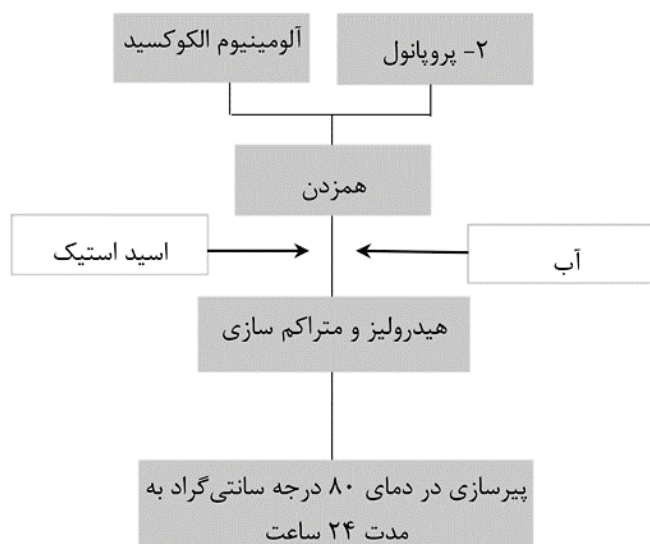 ۲- پروپانول
آلومینیوم الکوکسید
همزدن
اسید استیک
آب
هیدرولیز و متراکم سازی
پیرسازی در دمای ۸۰ درجه سانتی‌گراد به
مدت ۲۴ ساعت